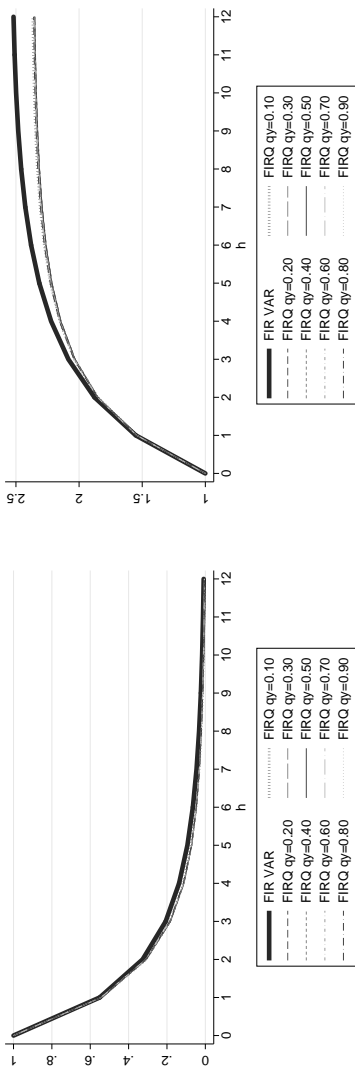 1
.8
.6
.4
.2
0
0 1 2 3 4 5 6 7 8 9 10 11 12
h
FIR VAR FIRQ qy=0.10
FIRQ qy=0.20 FIRQ qy=0.30
FIRQ qy=0.40 FIRQ qy=0.50
FIRQ qy=0.60 FIRQ qy=0.70
FIRQ qy=0.80 FIRQ qy=0.90
2.5
2
1.5
1
0 1 2 3 4 5 6 7 8 9 10 11 12
h
FIR VAR FIRQ qy=0.10
FIRQ qy=0.20 FIRQ qy=0.30
FIRQ qy=0.40 FIRQ qy=0.50
FIRQ qy=0.60 FIRQ qy=0.70
FIRQ qy=0.80 FIRQ qy=0.90